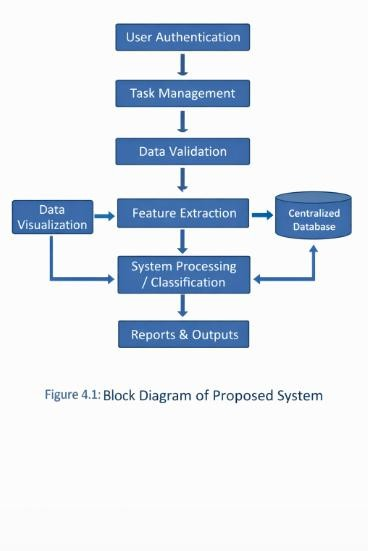 User Authentication
Task Management
Data Validation
Data
Visualization
Feature Extraction
Centralized
Database
System Processing
/ Classification
Reports & Outputs
Figure 4.1: Block Diagram of Proposed System